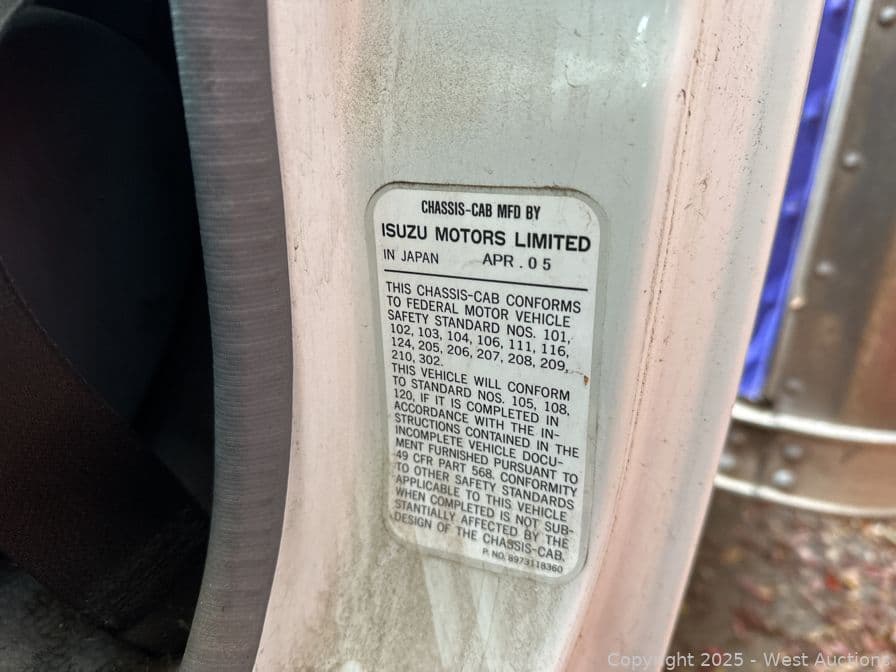 CHASSIS-CAB MFD BY
ISUZU MOTORS LIMITED
IN JAPAN APR . 05
THIS CHASSIS-CAB CONFORMS
TO FEDERAL MOTOR VEHICLE
SAFETY STANDARD NOS. 101,
102, 103, 104, 106, 111, 116,
124, 205, 206, 207, 208, 209,
210, 302.
THIS VEHICLE WILL CONFORM
TO STANDARD NOS. 105, 108,
120, IF IT IS COMPLETED IN
ACCORDANCE WITH THE IN-
STRUCTIONS CONTAINED IN THE
INCOMPLETE VEHICLE DOCU-
MENT FURNISHED PURSUANT TO
49 CFR PART 568. CONFORMITY
TO OTHER SAFETY STANDARDS
APPLICABLE TO THIS VEHICLE
WHEN COMPLETED IS NOT SUB-
STANTIALLY AFFECTED BY THE
DESIGN OF THE CHASSIS-CAB.
P. NO. 8973118360
Copyright 2025 - West Auctions